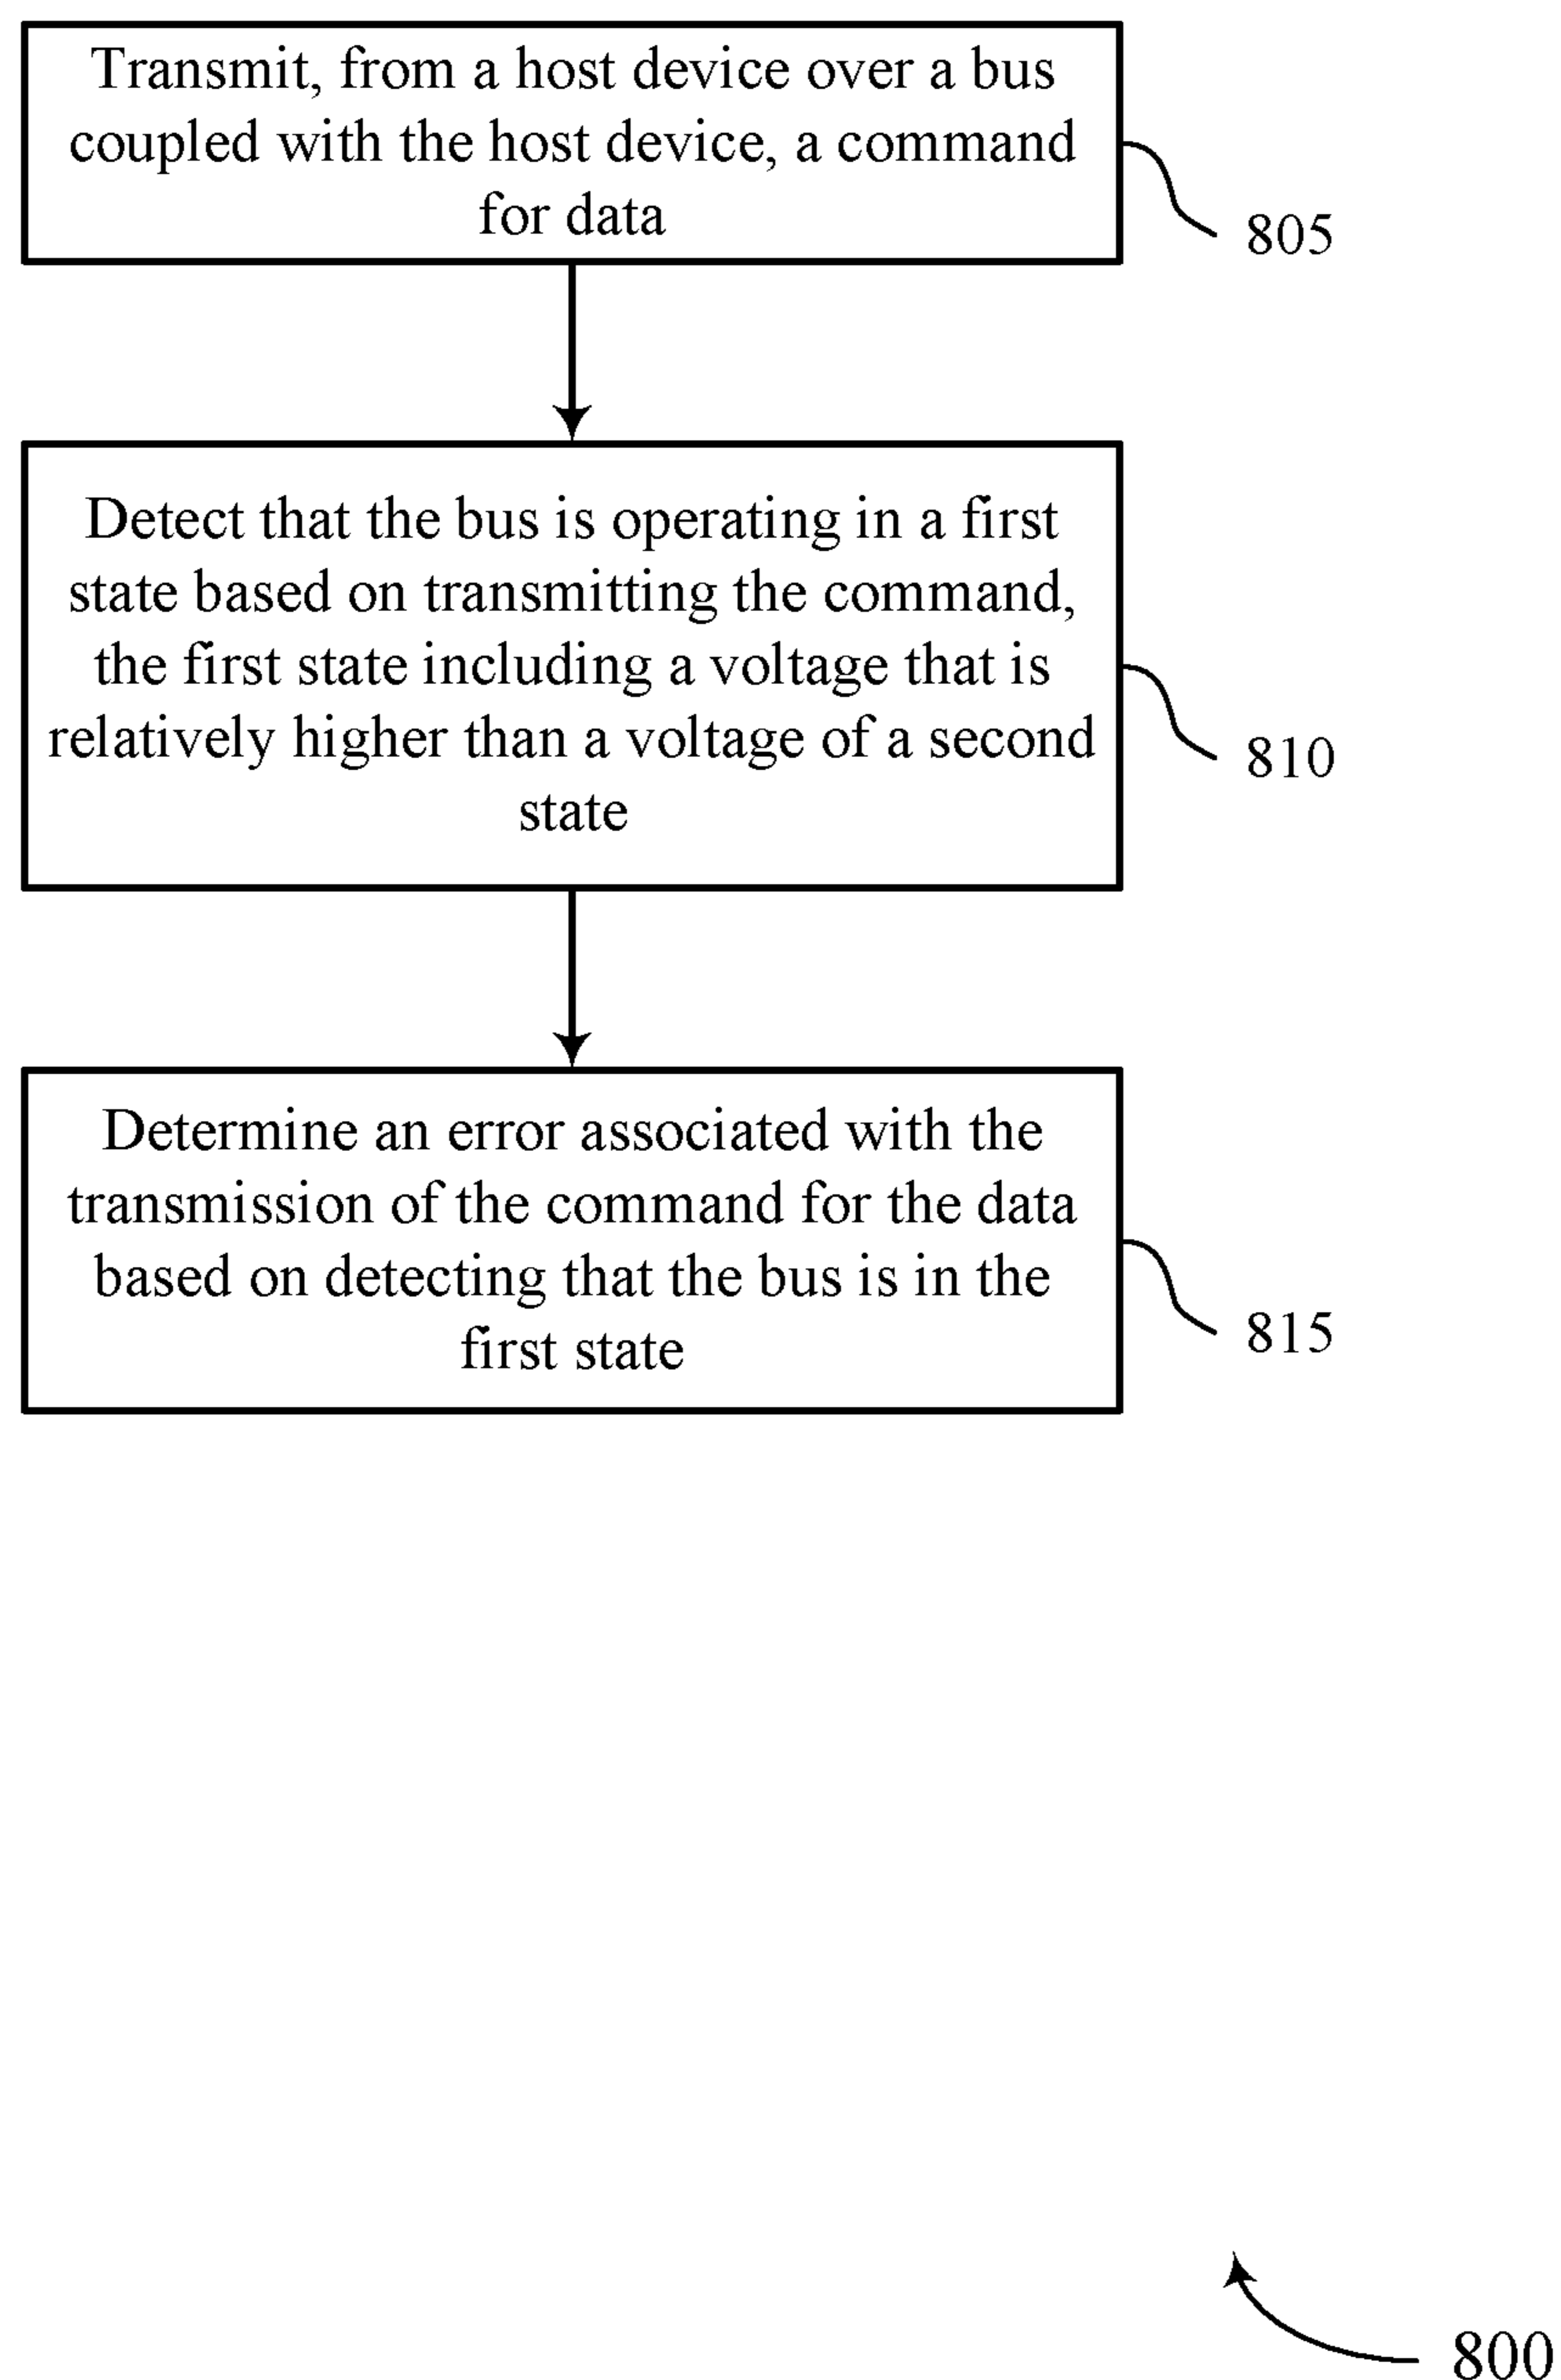 Transmit, from a host device over a bus
coupled with the host device, a command
for data
805
Detect that the bus is operating in a first
state based on transmitting the command,
the first state including a voltage that is
relatively higher than a voltage of a second
state
810
Determine an error associated with the
transmission of the command for the data
based on detecting that the bus is in the
first state
815
800